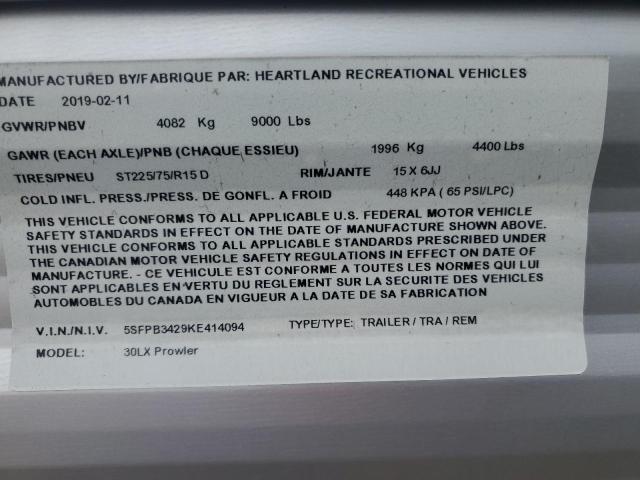 MANUFACTURED BY/FABRIQUE PAR: HEARTLAND RECREATIONAL VEHICLES
DATE 2019-02-11
GVWR/PNBV 4082 Kg 9000 Lbs
GAWR (EACH AXLE)/PNB (CHAQUE ESSIEU) 1996 Kg 4400 Lbs
TIRES/PNEU ST225/75/R15 D RIM/JANTE 15 X 6JJ
COLD INFL. PRESS./PRESS. DE GONFL. A FROID 448 KPA ( 65 PSI/LPC)
THIS VEHICLE CONFORMS TO ALL APPLICABLE U.S. FEDERAL MOTOR VEHICLE
SAFETY STANDARDS IN EFFECT ON THE DATE OF MANUFACTURE SHOWN ABOVE.
THIS VEHICLE CONFORMS TO ALL APPLICABLE STANDARDS PRESCRIBED UNDER
THE CANADIAN MOTOR VEHICLE SAFETY REGULATIONS IN EFFECT ON DATE OF
MANUFACTURE. - CE VEHICULE EST CONFORME A TOUTES LES NORMES QUI LUI
SONT APPLICABLES EN VERTU DU REGLEMENT SUR LA SECURITE DES VEHICLES
AUTOMOBLES DU CANADA EN VIGUEUR A LA DATE DE SA FABRICATION
V.I.N./N.I.V. 5SFPB3429KE414094 TYPE/TYPE: TRAILER / TRA / REM
MODEL: 30LX Prowler